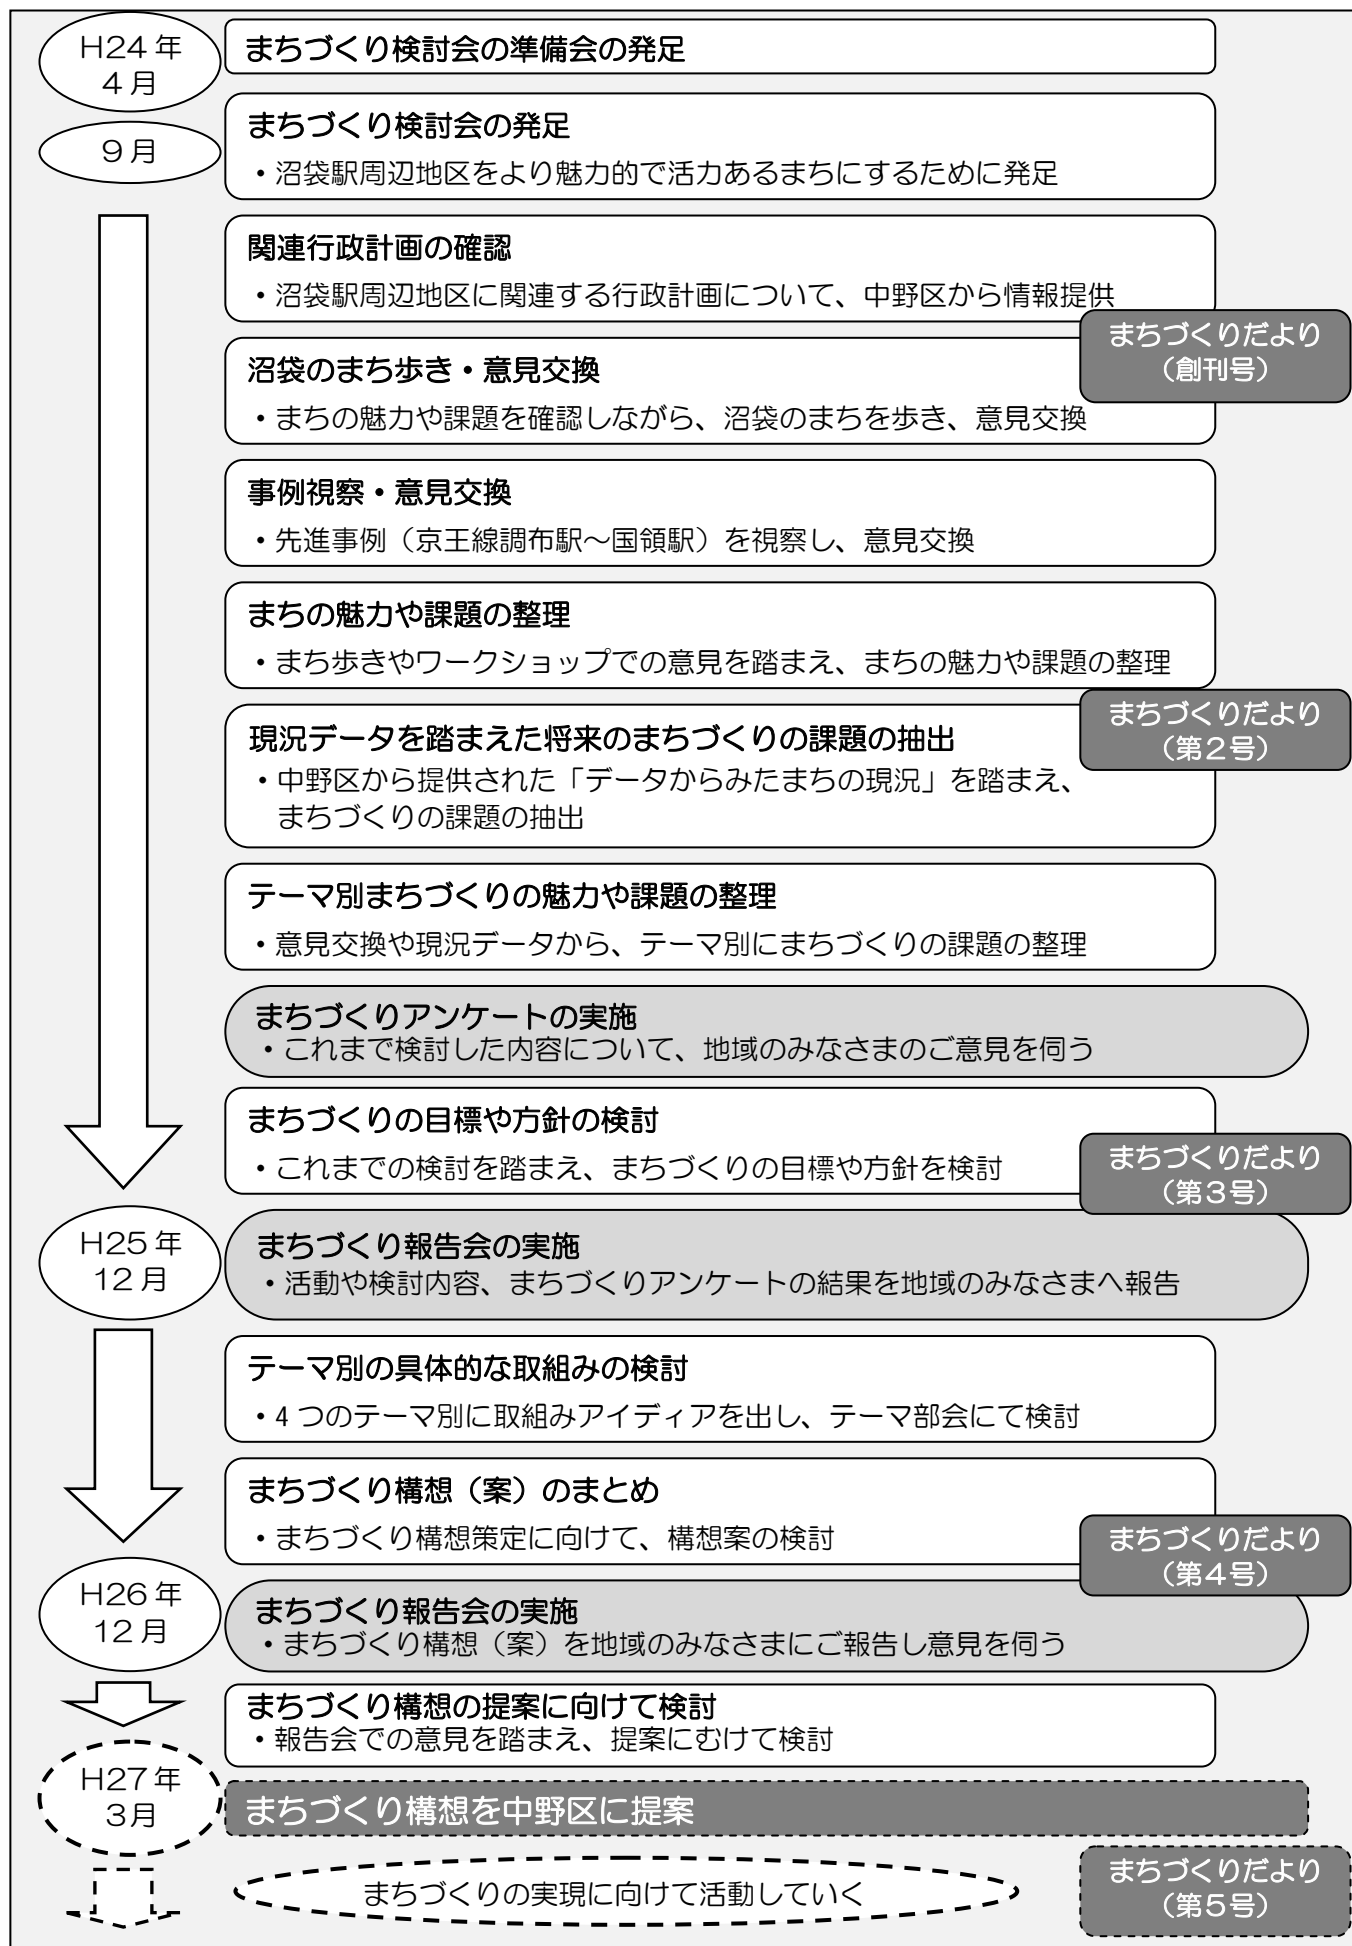 H24年
4月
まちづくり検討会の準備会の発足
9月
まちづくり検討会の発足
・沼袋駅周辺地区をより魅力的で活力あるまちにするために発足
関連行政計画の確認
・沼袋駅周辺地区に関連する行政計画について、中野区から情報提供
まちづくりだより
（創刊号）
沼袋のまち歩き・意見交換
・まちの魅力や課題を確認しながら、沼袋のまちを歩き、意見交換
事例視察・意見交換
・先進事例（京王線調布駅～国領駅）を視察し、意見交換
まちの魅力や課題の整理
・まち歩きやワークショップでの意見を踏まえ、まちの魅力や課題の整理
まちづくりだより
（第2号）
現況データを踏まえた将来のまちづくりの課題の抽出
・中野区から提供された「データからみたまちの現況」を踏まえ、
まちづくりの課題の抽出
テーマ別まちづくりの魅力や課題の整理
・意見交換や現況データから、テーマ別にまちづくりの課題の整理
まちづくりアンケートの実施
・これまで検討した内容について、地域のみなさまのご意見を伺う
まちづくりの目標や方針の検討
・これまでの検討を踏まえ、まちづくりの目標や方針を検討
まちづくりだより
（第3号）
H25年
12月
まちづくり報告会の実施
・活動や検討内容、まちづくりアンケートの結果を地域のみなさまへ報告
テーマ別の具体的な取組みの検討
・4つのテーマ別に取組みアイディアを出し、テーマ部会にて検討
まちづくり構想（案）のまとめ
・まちづくり構想策定に向けて、構想案の検討
まちづくりだより
（第4号）
H26年
12月
まちづくり報告会の実施
・まちづくり構想（案）を地域のみなさまにご報告し意見を伺う
まちづくり構想の提案に向けて検討
・報告会での意見を踏まえ、提案にむけて検討
H27年
3月
まちづくり構想を中野区に提案
まちづくりの実現に向けて活動していく
まちづくりだより
（第5号）